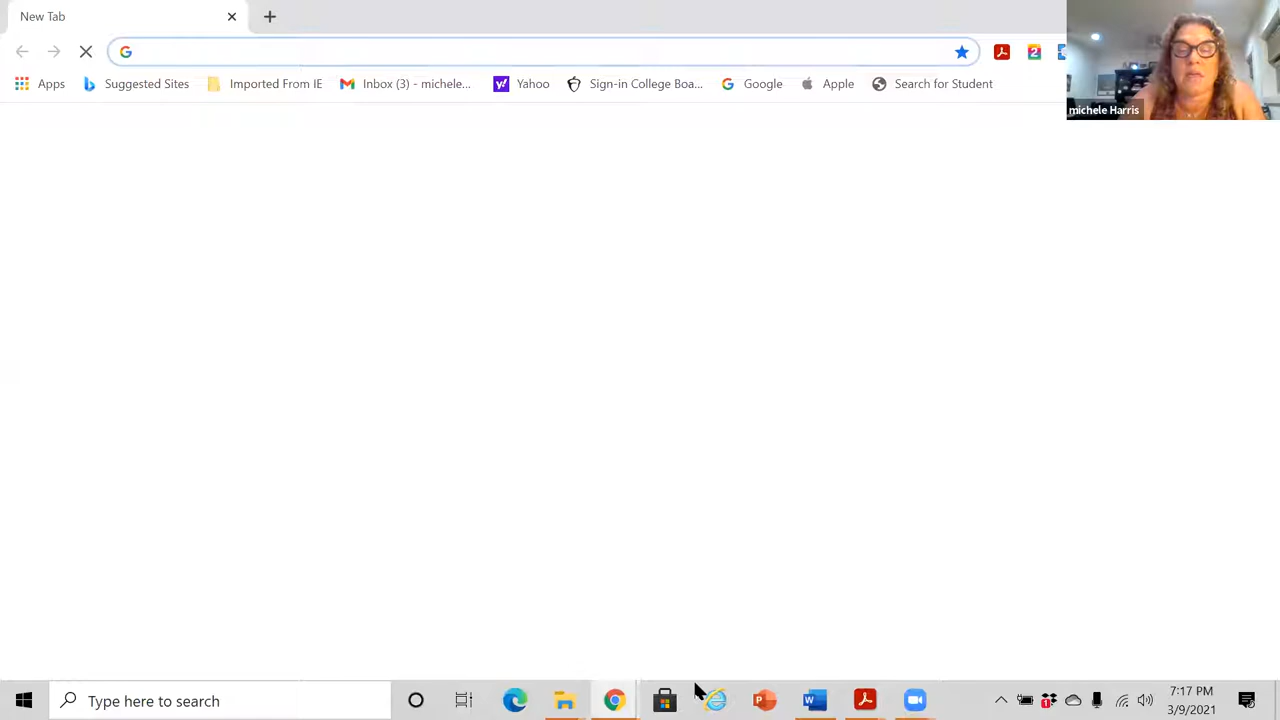 New Tab
Apps Suggested Sites Imported From IE Inbox (3) - michele... Yahoo Sign-in College Boa... Google Apple Search for Student
michele Harris
Type here to search
7:17 PM
3/9/2021